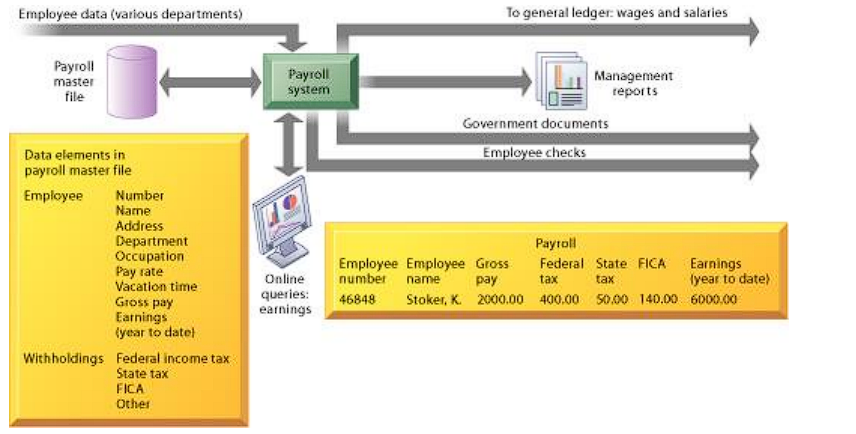 Employee data (various departments)
To general ledger: wages and salaries
Payroll
master
file
Payroll
system
Management
reports
Government documents
Employee checks
Data elements in
payroll master file
Employee Number
Name
Address
Department
Occupation
Pay rate
Vacation time
Gross pay
Earnings
(year to date)
Withholdings Federal income tax
State tax
FICA
Other
Online
queries:
earnings
Payroll
Employee Employee Gross Federal State FICA Earnings
number name pay tax tax (year to date)
46848 Stoker, K. 2000.00 400.00 50.00 140.00 6000.00